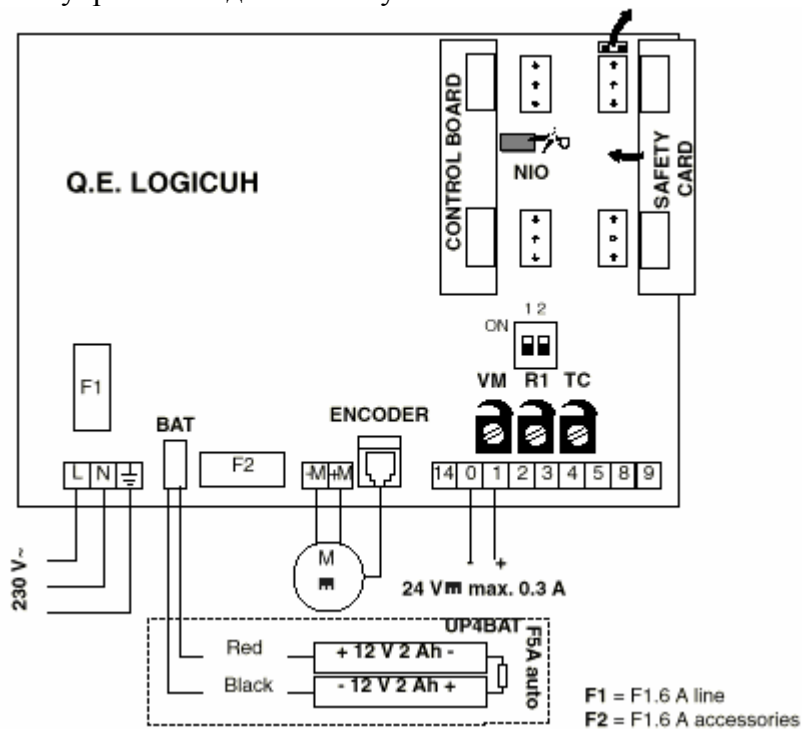 CONTROL BOARD
SAFETY
CARD
NIO
Q.E. LOGICUH
1 2
ON
VM R1 TC
F1
BAT
F2
ENCODER
L N
-M +M
14 0 1 2 3 4 5 8 9
M
230 V~
- +
24 V max. 0.3 A
UP4BAT
F5A auto
Red
+ 12 V 2 Ah -
Black
- 12 V 2 Ah +
F1 = F1.6 A line
F2 = F1.6 A accessories